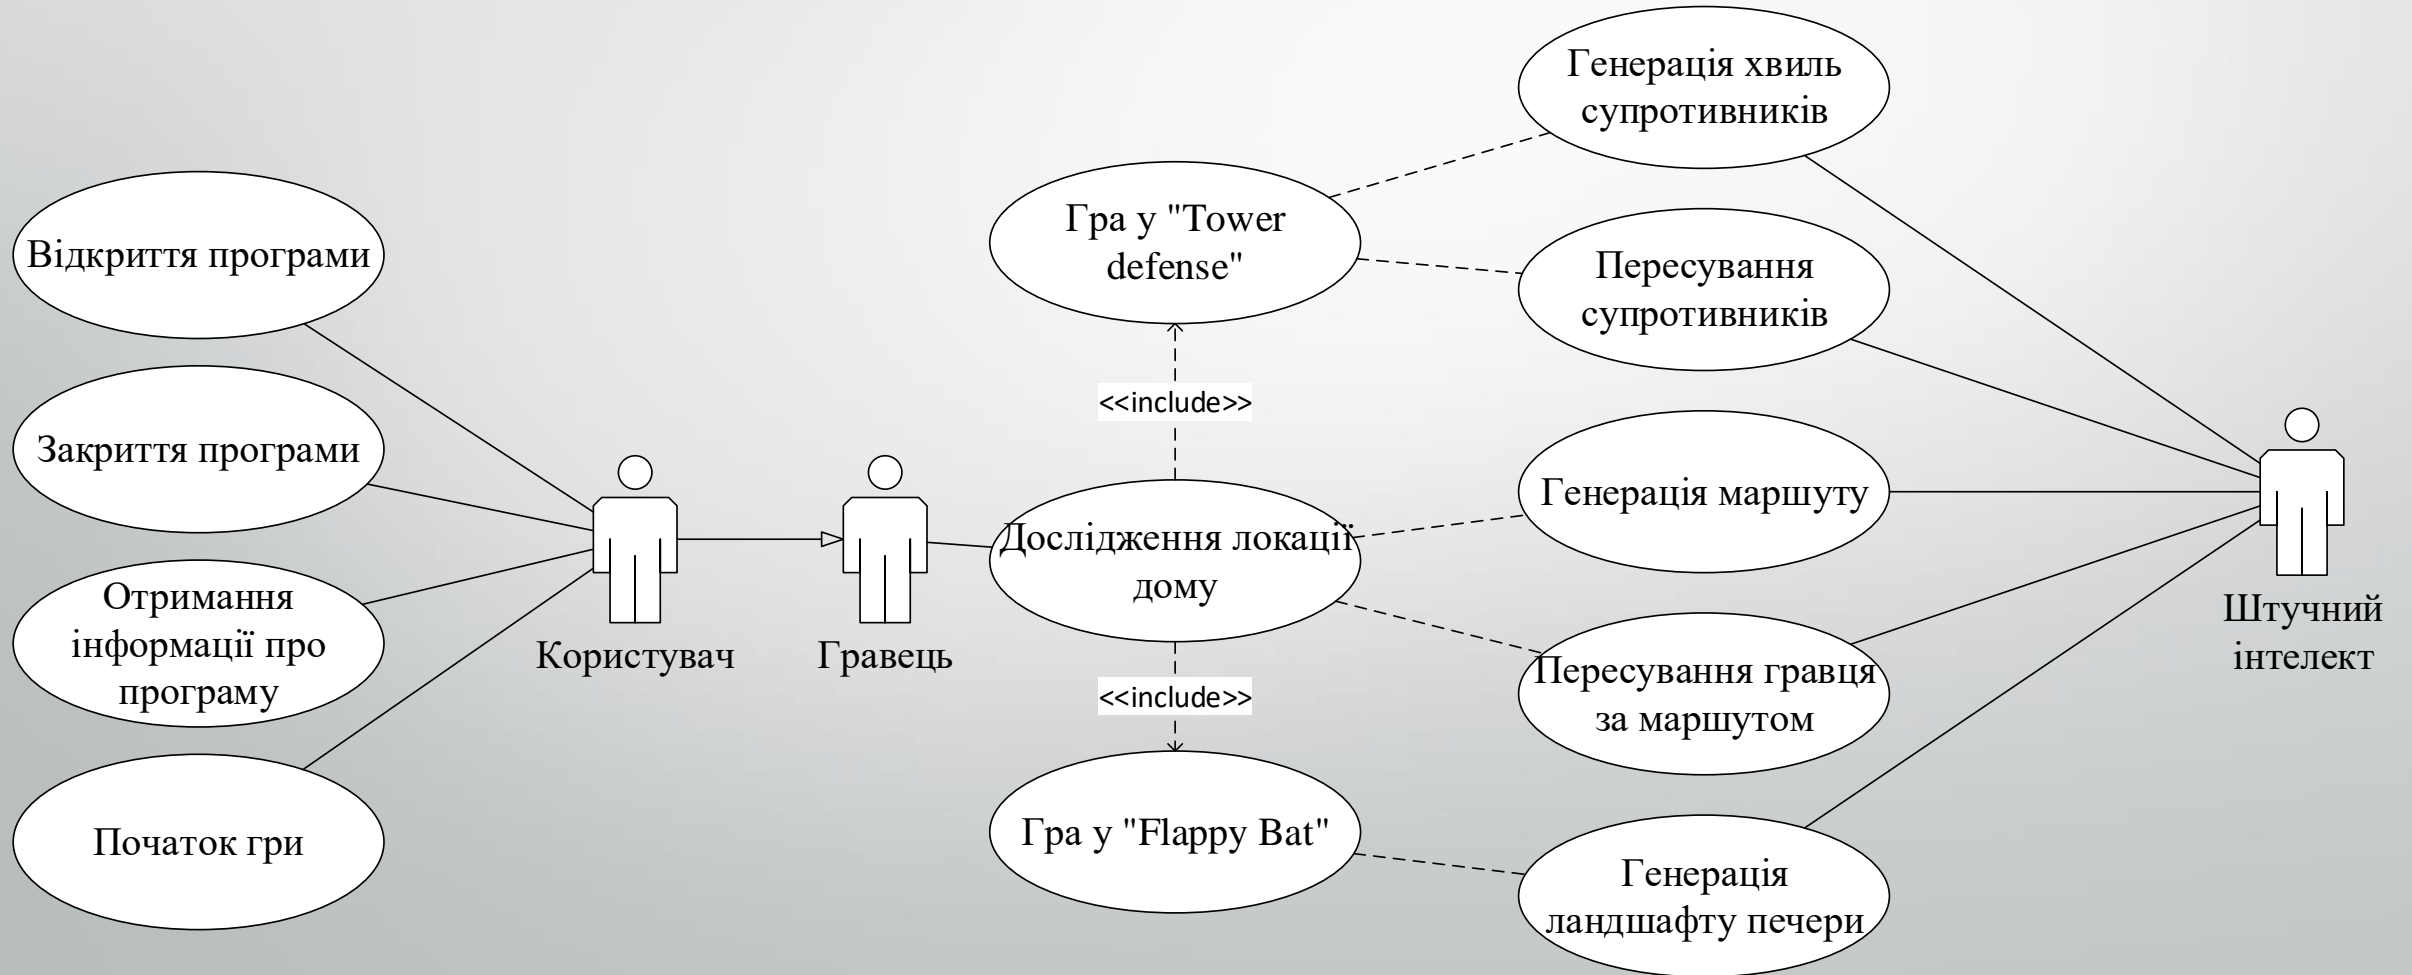 Відкриття програми
Закриття програми
Отримання
інформації про
програму
Початок гри
Користувач
Гравець
Гра у "Tower
defense"
<<include>>
Дослідження локації
дому
<<include>>
Гра у "Flappy Bat"
Генерація хвиль
супротивників
Пересування
супротивників
Генерація маршуту
Пересування гравця
за маршутом
Генерація
ландшафту печери
Штучний
інтелект